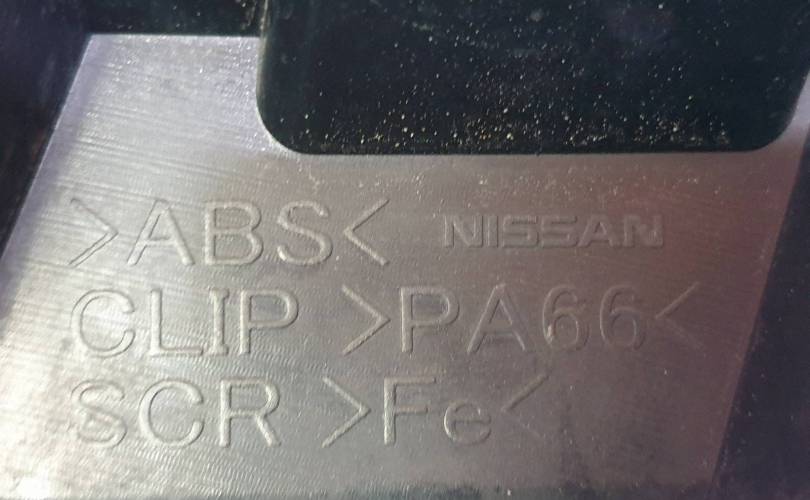 >ABS< NISSAN
CLIP >PA66<
SCR >Fe<